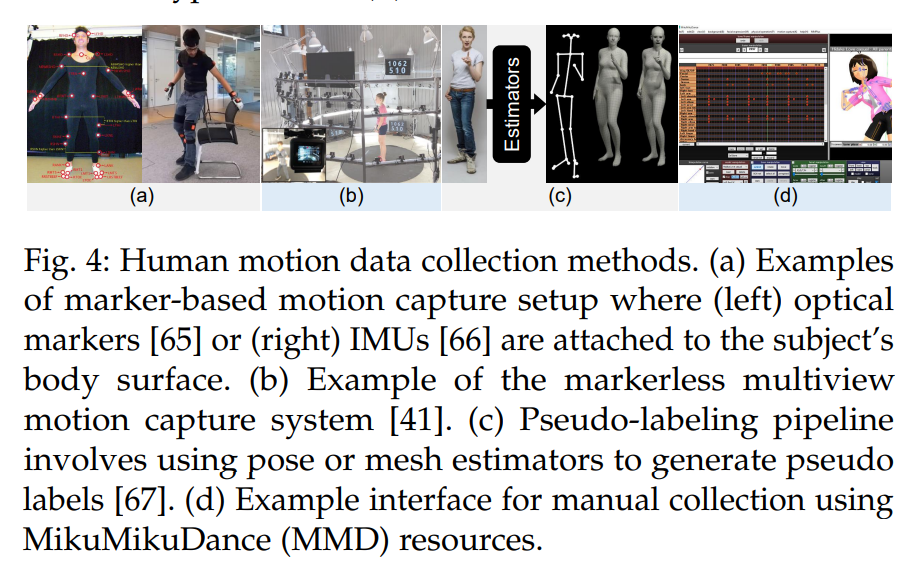 1062
510
Estimators
(a)
(b)
(c)
(d)
Fig. 4: Human motion data collection methods. (a) Examples
of marker-based motion capture setup where (left) optical
markers [65] or (right) IMUs [66] are attached to the subject's
body surface. (b) Example of the markerless multiview
motion capture system [41]. (c) Pseudo-labeling pipeline
involves using pose or mesh estimators to generate pseudo
labels [67]. (d) Example interface for manual collection using
MikuMikuDance (MMD) resources.